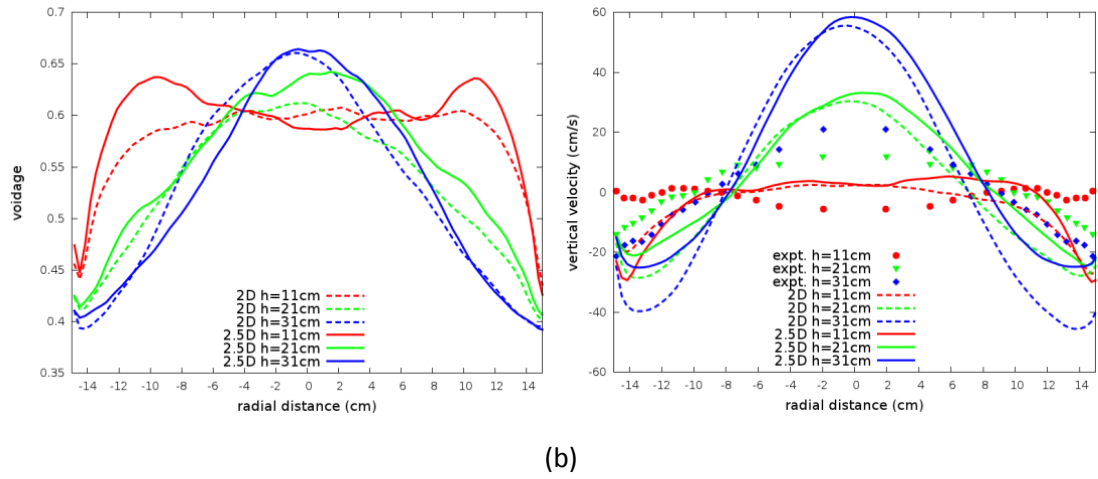 0.7
0.65
0.6
0.55
0.5
0.45
0.4
0.35
voidage
2D h=11cm
2D h=21cm
2D h=31cm
2.5D h=11cm
2.5D h=21cm
2.5D h=31cm
-14 -12 -10 -8 -6 -4 -2 0 2 4 6 8 10 12 14
radial distance (cm)
60
40
20
0
-20
-40
-60
vertical velocity (cm/s)
expt. h=11cm
expt. h=21cm
expt. h=31cm
2D h=11cm
2D h=21cm
2D h=31cm
2.5D h=11cm
2.5D h=21cm
2.5D h=31cm
-14 -12 -10 -8 -6 -4 -2 0 2 4 6 8 10 12 14
radial distance (cm)
(b)